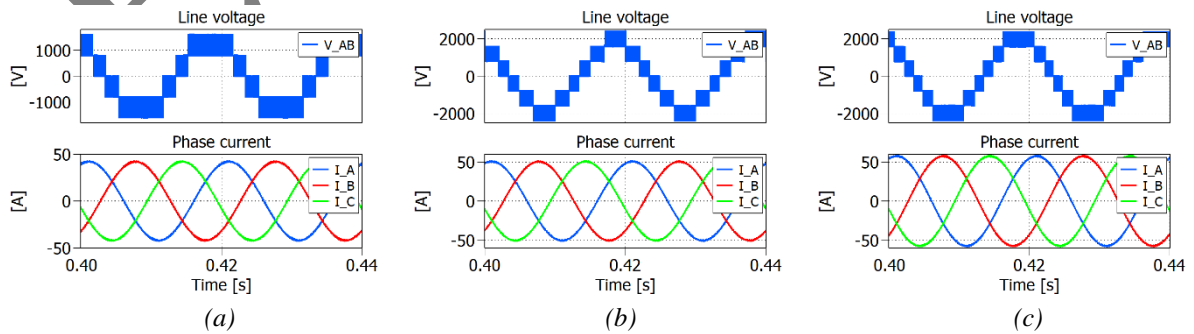 Line voltage
1000
0
-1000
[V]
V_AB
Phase current
50
0
-50
[A]
I_A
I_B
I_C
0.40
0.42
0.44
Time [s]
(a)
Line voltage
2000
0
-2000
[V]
V_AB
Phase current
50
0
-50
[A]
I_A
I_B
I_C
0.40
0.42
0.44
Time [s]
(b)
Line voltage
2000
0
-2000
[V]
V_AB
Phase current
50
0
-50
[A]
I_A
I_B
I_C
0.40
0.42
0.44
Time [s]
(c)